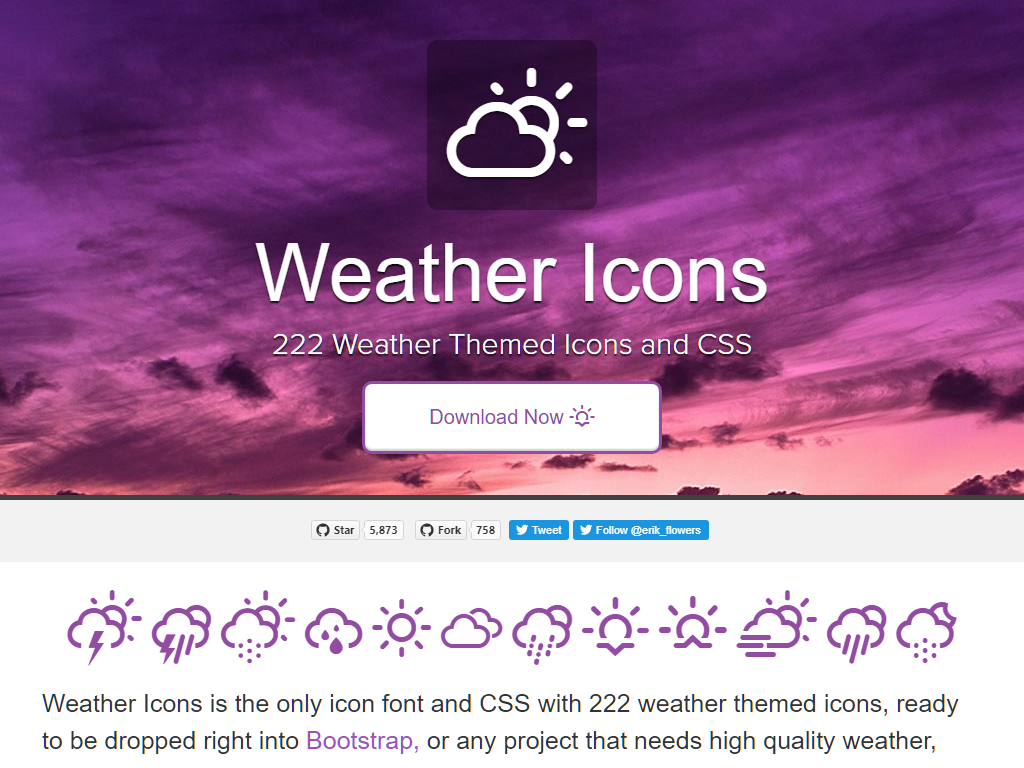 Weather Icons
222 Weather Themed Icons and CSS
Download Now
Star 5,873 Fork 758 Tweet Follow @erik_flowers
Weather Icons is the only icon font and CSS with 222 weather themed icons, ready
to be dropped right into Bootstrap, or any project that needs high quality weather,